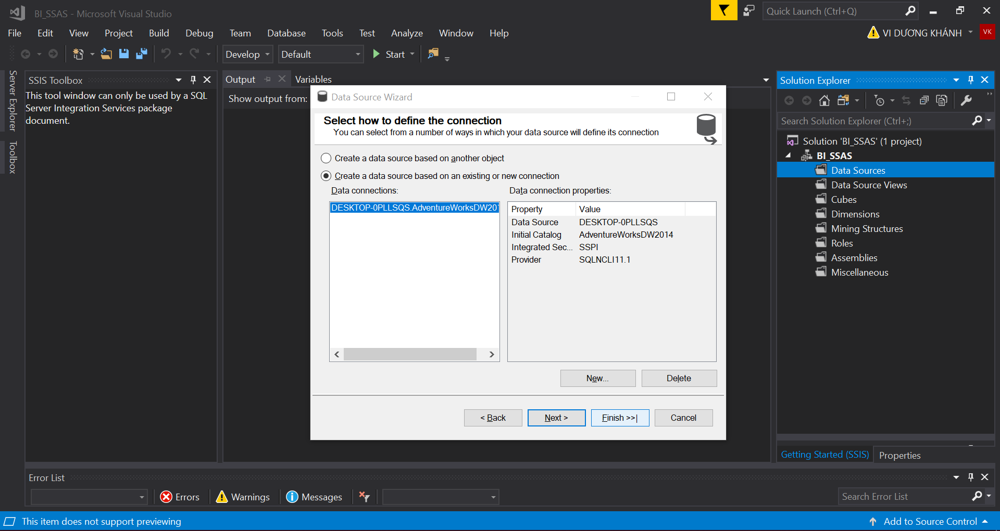 BI_SSAS - Microsoft Visual Studio
Quick Launch (Ctrl+Q)
File Edit View Project Build Debug Team Database Tools Test Analyze Window Help
VI DƯƠNG KHÁNH
VK
Develop
Default
Start
Server Explorer
Toolbox
SSIS Toolbox
This tool window can only be used by a SQL
Server Integration Services package
document.
Output
Variables
Show output from:
Data Source Wizard
Select how to define the connection
You can select from a number of ways in which your data source will define its connection
Create a data source based on another object
Create a data source based on an existing or new connection
Data connections:
DESKTOP-0PLLSQS.AdventureWorksDW201
Data connection properties:
Property Value
Data Source DESKTOP-0PLLSQS
Initial Catalog AdventureWorksDW2014
Integrated Sec... SSPI
Provider SQLNCLI11.1
New...
Delete
< Back
Next >
Finish >>|
Cancel
Solution Explorer
Search Solution Explorer (Ctrl+;)
Solution 'BI_SSAS' (1 project)
BI_SSAS
Data Sources
Data Source Views
Cubes
Dimensions
Mining Structures
Roles
Assemblies
Miscellaneous
Getting Started (SSIS)
Properties
Error List
Errors
Warnings
Messages
Search Error List
This item does not support previewing
Add to Source Control